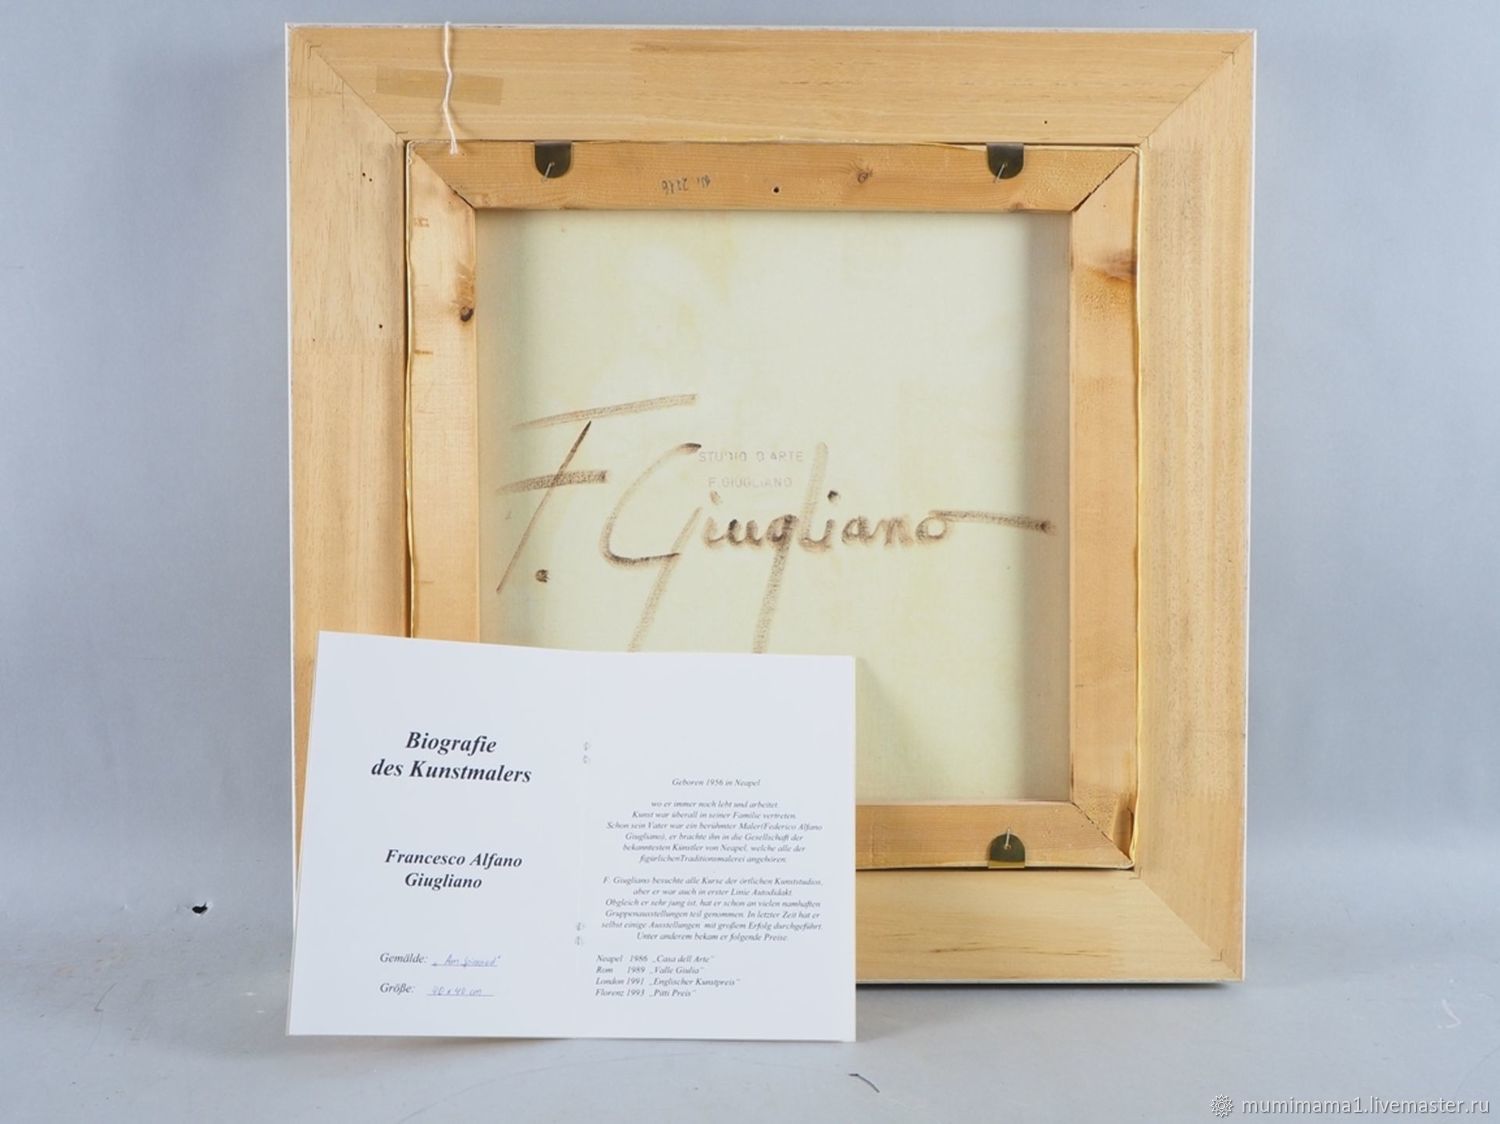 STUDIO D'ARTE
F. GIUGLIANO
F. Giugliano
Biografie
des Kunstmalers
Francesco Alfano
Giugliano
Gemälde: „Am Spinnrad"
Größe: 40 x 40 cm
Geboren 1956 in Neapel
wo er immer noch lebt und arbeitet.
Kunst war überall in seiner Familie vertreten.
Schon sein Vater war ein berühmter Maler(Federico Alfano
Giugliano), er brachte ihn in die Gesellschaft der
bekanntesten Künstler von Neapel, welche alle der
figürlichenTraditionsmalerei angehören.
F. Giugliano besuchte alle Kurse der örtlichen Kunststudios,
aber er war auch in erster Linie Autodidakt.
Obgleich er sehr jung ist, hat er schon an vielen namhaften
Gruppenausstellungen teil genommen. In letzter Zeit hat er
selbst einige Ausstellungen mit großem Erfolg durchgeführt.
Unter anderem bekam er folgende Preise.
Neapel 1986 „Casa dell Arte"
Rom 1989 „Valle Giulia"
London 1991 „Englischer Kunstpreis"
Florenz 1993 „Pitti Preis"
mumimama1.livemaster.ru